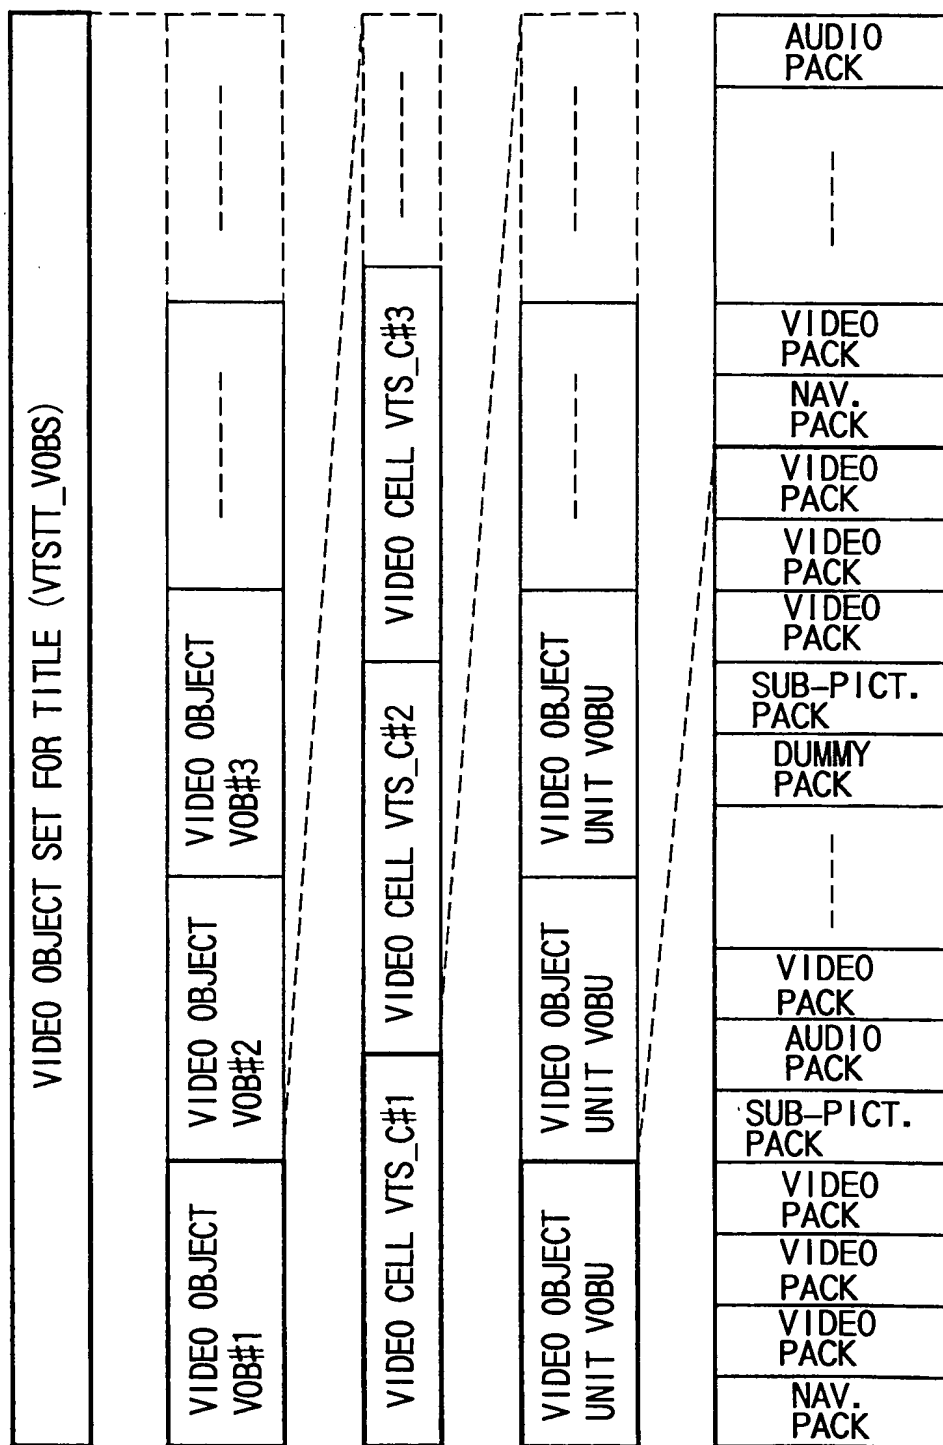 VIDEO OBJECT SET FOR TITLE (VTSTT_VOBS)
VIDEO OBJECT
VOB#1
VIDEO OBJECT
VOB#2
VIDEO OBJECT
VOB#3
VIDEO CELL VTS_C#1
VIDEO CELL VTS_C#2
VIDEO CELL VTS_C#3
VIDEO OBJECT
UNIT VOBU
VIDEO OBJECT
UNIT VOBU
VIDEO OBJECT
UNIT VOBU
AUDIO
PACK
VIDEO
PACK
NAV.
PACK
VIDEO
PACK
VIDEO
PACK
VIDEO
PACK
SUB-PICT.
PACK
DUMMY
PACK
VIDEO
PACK
AUDIO
PACK
SUB-PICT.
PACK
VIDEO
PACK
VIDEO
PACK
VIDEO
PACK
NAV.
PACK